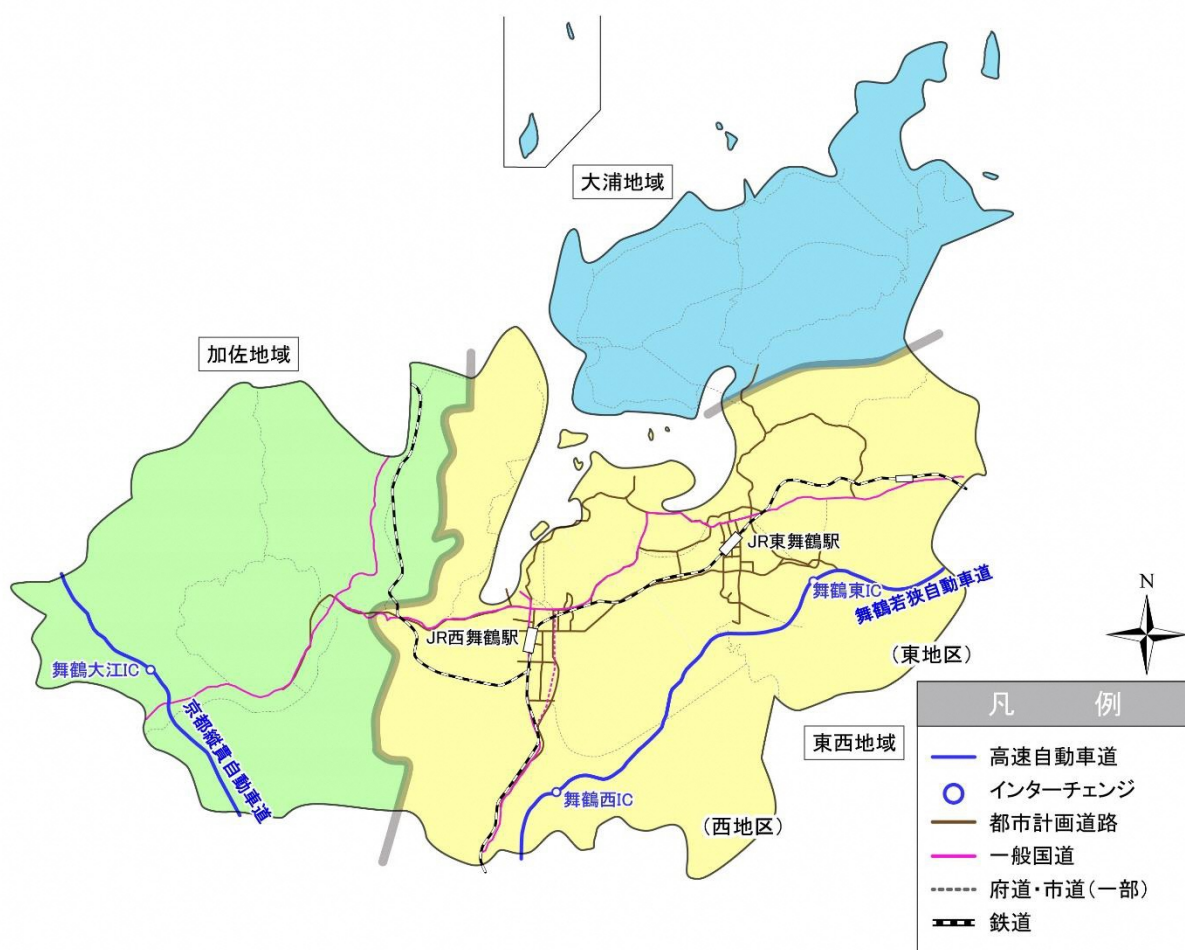 大浦地域
加佐地域
JR東舞鶴駅
舞鶴東IC
舞鶴若狭自動車道
N
JR西舞鶴駅
(東地区)
舞鶴大江IC
京都縦貫自動車道
東西地域
舞鶴西IC
(西地区)
凡例
高速自動車道
インターチェンジ
都市計画道路
一般国道
府道・市道(一部)
鉄道